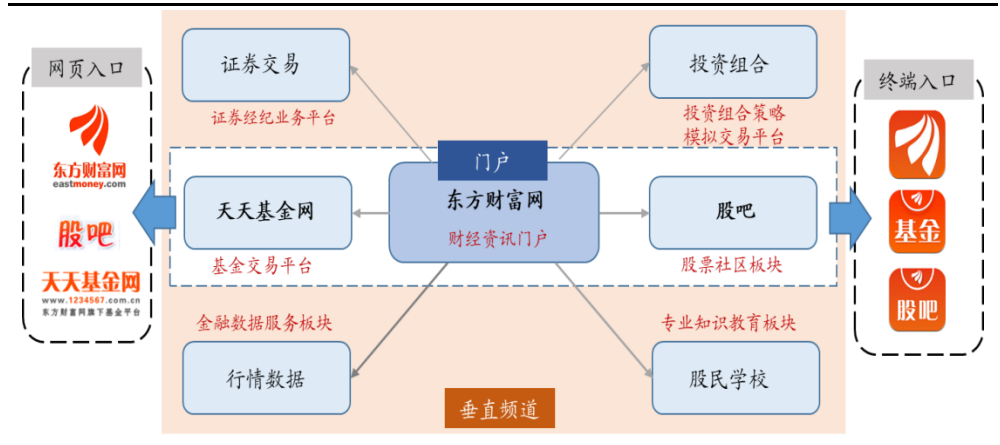 网页入口
东方财富网
eastmoney.com
股吧
天天基金网
www.1234567.com.cn
东方财富网旗下基金平台
证券交易
证券经纪业务平台
投资组合
投资组合策略
模拟交易平台
门户
东方财富网
财经资讯门户
天天基金网
基金交易平台
股吧
股票社区板块
金融数据服务板块
行情数据
专业知识教育板块
股民学校
垂直频道
终端入口
基金
股吧